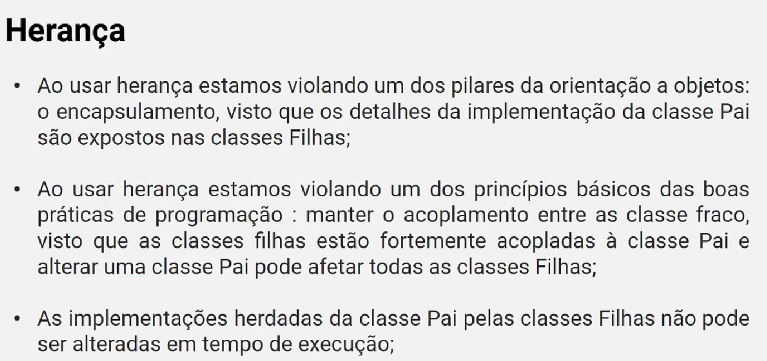 Herança
• Ao usar herança estamos violando um dos pilares da orientação a objetos:
o encapsulamento, visto que os detalhes da implementação da classe Pai
são expostos nas classes Filhas;
• Ao usar herança estamos violando um dos princípios básicos das boas
práticas de programação : manter o acoplamento entre as classe fraco,
visto que as classes filhas estão fortemente acopladas à classe Pai e
alterar uma classe Pai pode afetar todas as classes Filhas;
• As implementações herdadas da classe Pai pelas classes Filhas não pode
ser alteradas em tempo de execução;